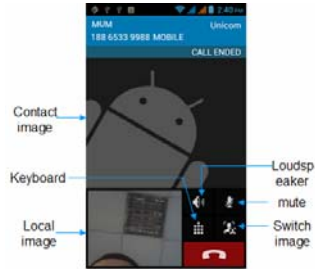 2:40 PM
MUM Unicom
188 6533 9988 MOBILE
CALL ENDED
Contact
image
Loudsp
eaker
Keyboard
mute
Local
image
Switch
image